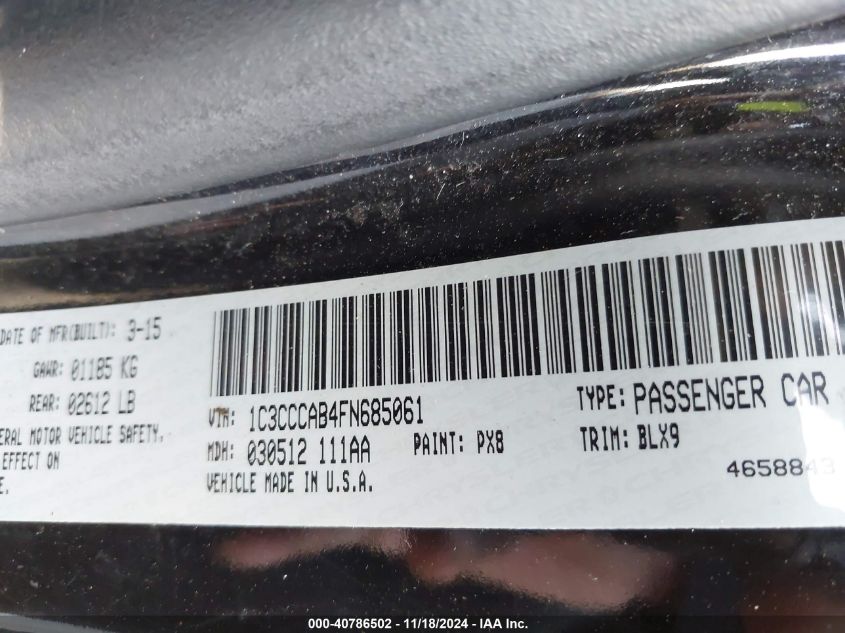 DATE OF MFR(BUILT): 3-15
GAWR: 01185 KG
REAR: 02612 LB
MOTOR VEHICLE SAFETY,
EFFECT ON
VIN: 1C3CCCAB4FN685061
TYPE: PASSENGER CAR
MDH: 030512 111AA
PAINT: PX8
TRIM: BLX9
VEHICLE MADE IN U.S.A.
4658843
000-40786502 - 11/18/2024 - IAA Inc.